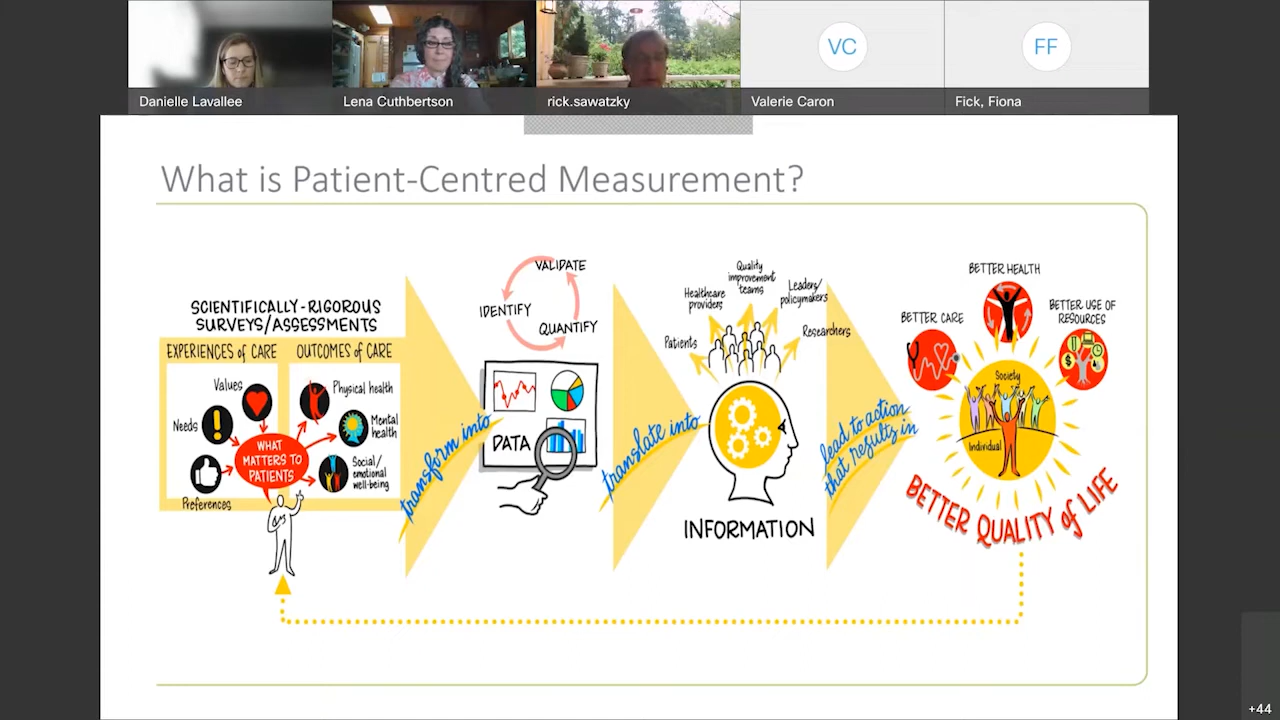 Danielle Lavallee
Lena Cuthbertson
rick.sawatzky
VC
Valerie Caron
FF
Fick, Fiona
What is Patient-Centred Measurement?
SCIENTIFICALLY-RIGOROUS
SURVEYS/ASSESSMENTS
EXPERIENCES of CARE
OUTCOMES of CARE
Values
Needs
Preferences
WHAT
MATTERS TO
PATIENTS
Physical health
Mental
health
Social/
emotional
well-being
transform into
VALIDATE
IDENTIFY
QUANTIFY
DATA
translate into
Patients
Healthcare
providers
Quality
improvement
teams
Leaders/
policymakers
Researchers
INFORMATION
lead to action
that results in
BETTER CARE
BETTER HEALTH
BETTER USE OF
RESOURCES
Society
Individual
BETTER QUALITY of LIFE
+44